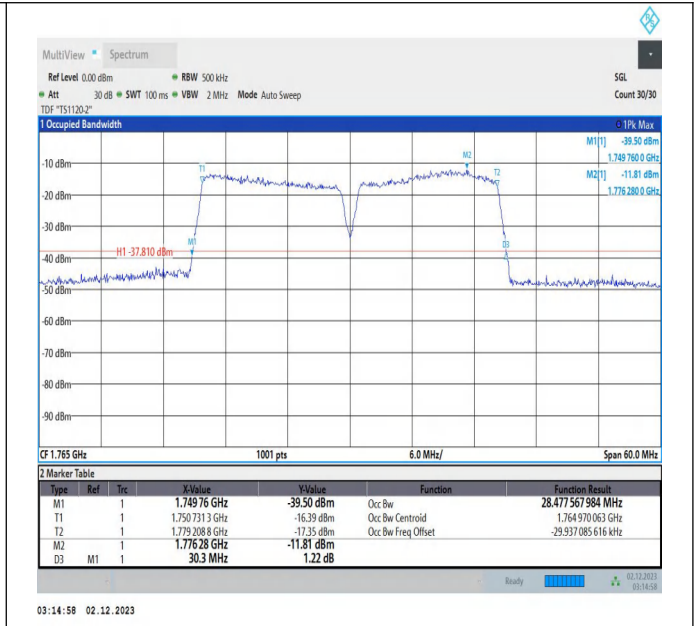 MultiView Spectrum
Ref Level 0.00 dBm RBW 500 kHz SGL
Att 30 dB SWT 100 ms VBW 2 MHz Mode Auto Sweep Count 30/30
TDF "TS1120-2"
1 Occupied Bandwidth 1Pk Max
M1[1] -39.50 dBm
1.749 760 0 GHz
M2[1] -11.81 dBm
1.776 280 0 GHz
-10 dBm
T1
M2
T2
-20 dBm
-30 dBm
M1
D3
H1 -37.810 dBm
-40 dBm
-50 dBm
-60 dBm
-70 dBm
-80 dBm
-90 dBm
CF 1.765 GHz 1001 pts 6.0 MHz/ Span 60.0 MHz
2 Marker Table
Type Ref Trc X-Value Y-Value Function Function Result
M1 1 1.749 76 GHz -39.50 dBm Occ Bw 28.477 567 984 MHz
T1 1 1.750 731 3 GHz -16.39 dBm Occ Bw Centroid 1.764 970 063 GHz
T2 1 1.779 208 8 GHz -17.35 dBm Occ Bw Freq Offset -29.937 085 616 kHz
M2 1 1.776 28 GHz -11.81 dBm
D3 M1 1 30.3 MHz 1.22 dB
Ready 02.12.2023
03:14:58
03:14:58 02.12.2023